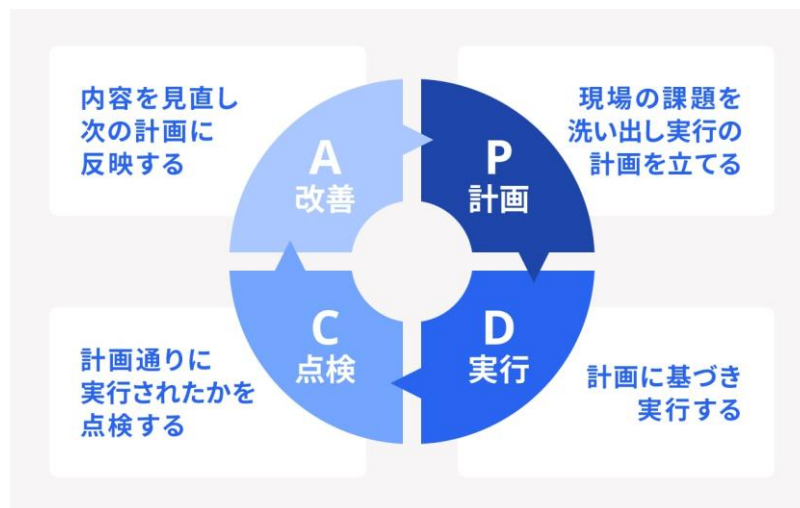 内容を見直し
次の計画に
反映する
A
改善
P
計画
現場の課題を
洗い出し実行の
計画を立てる
計画通りに
実行されたかを
点検する
C
点検
D
実行
計画に基づき
実行する